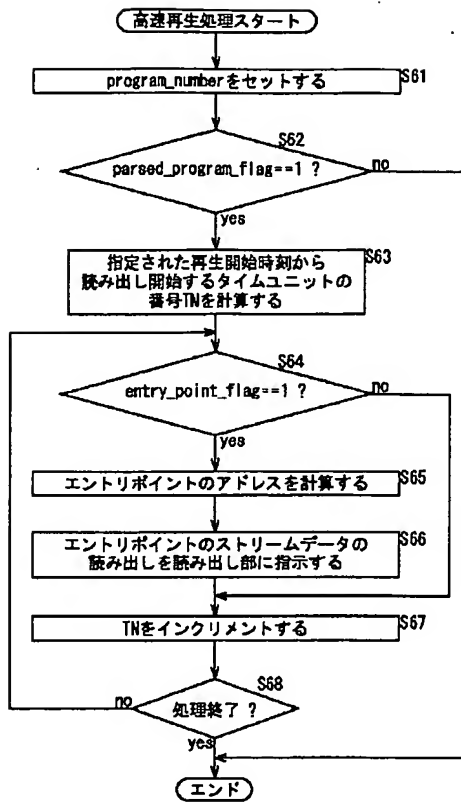 高速再生処理スタート
program_numberをセットする
S61
S62
parsed_program_flag==1 ?
no
yes
S63
指定された再生開始時刻から
読み出し開始するタイムユニットの
番号TNを計算する
S64
entry_point_flag==1 ?
no
yes
S65
エントリポイントのアドレスを計算する
S66
エントリポイントのストリームデータの
読み出しを読み出し部に指示する
S67
TNをインクリメントする
S68
no
処理終了 ?
yes
エンド